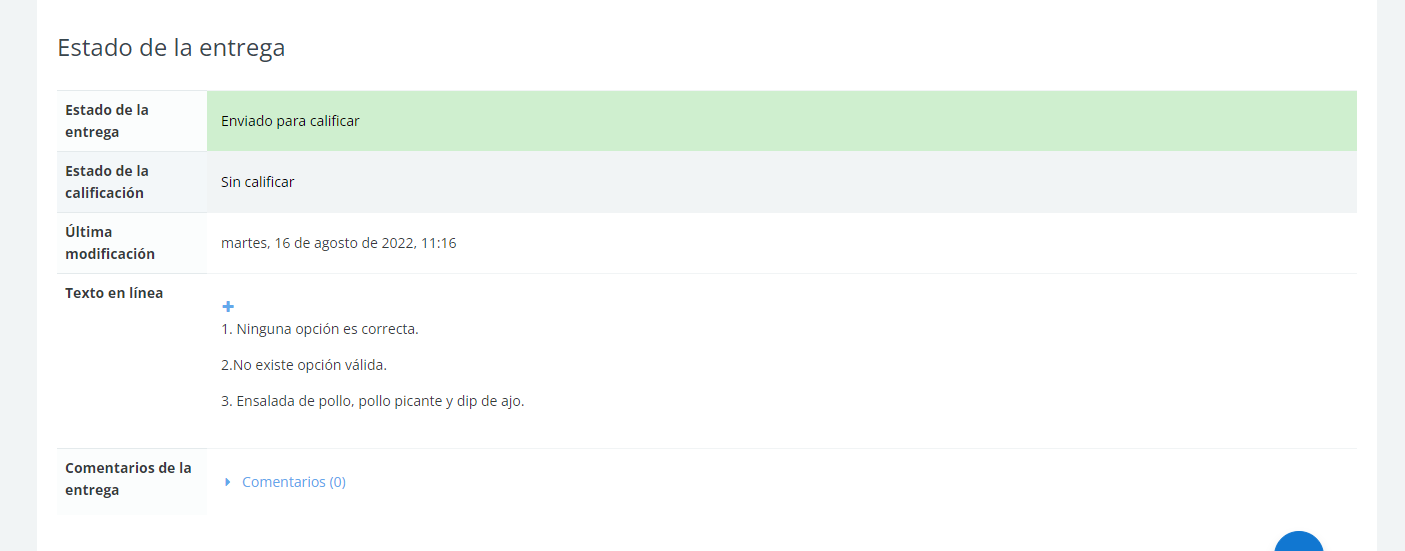 Estado de la entrega
Estado de la
entrega
Enviado para calificar
Estado de la
calificación
Sin calificar
Última
modificación
martes, 16 de agosto de 2022, 11:16
Texto en línea
1. Ninguna opción es correcta.
2.No existe opción válida.
3. Ensalada de pollo, pollo picante y dip de ajo.
Comentarios de la
entrega
Comentarios (0)